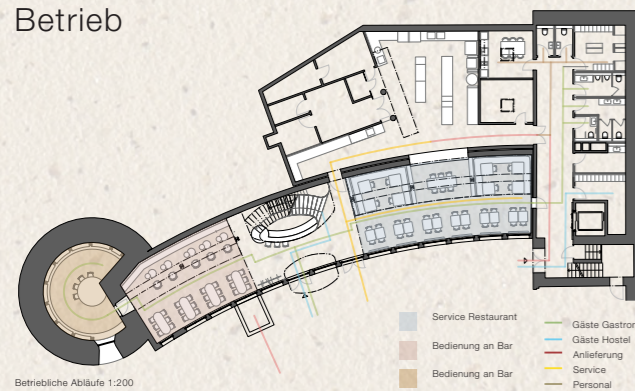 Betrieb
Service Restaurant
Bedienung an Bar
Bedienung an Bar
Gäste Gastron
Gäste Hostel
Anlieferung
Service
Personal
Betriebliche Abläufe 1:200